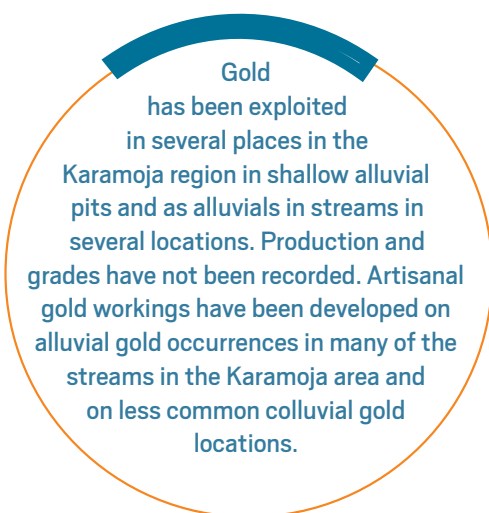 Gold
has been exploited
in several places in the
Karamoja region in shallow alluvial
pits and as alluvials in streams in
several locations. Production and
grades have not been recorded. Artisanal
gold workings have been developed on
alluvial gold occurrences in many of the
streams in the Karamoja area and
on less common colluvial gold
locations.